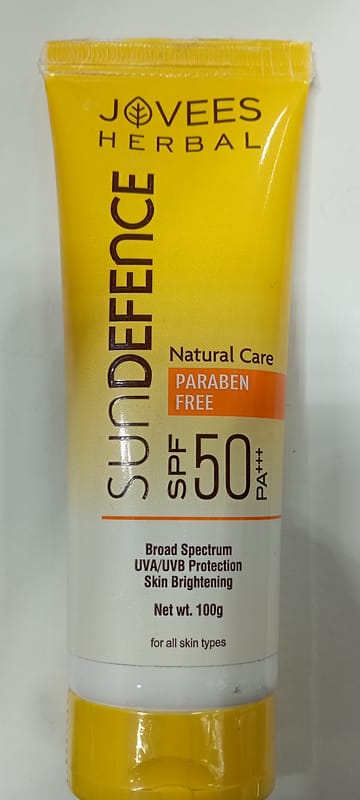 JOVEES
HERBAL
SUNDEFENCE
Natural Care
PARABEN
FREE
SPF 50 PA+++
Broad Spectrum
UVA/UVB Protection
Skin Brightening
Net wt. 100g
for all skin types